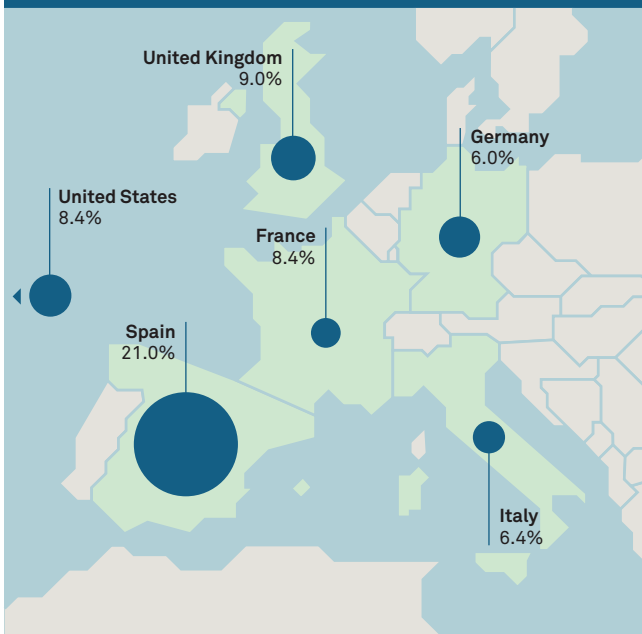 United Kingdom
9.0%
Germany
6.0%
United States
8.4%
France
8.4%
Spain
21.0%
Italy
6.4%